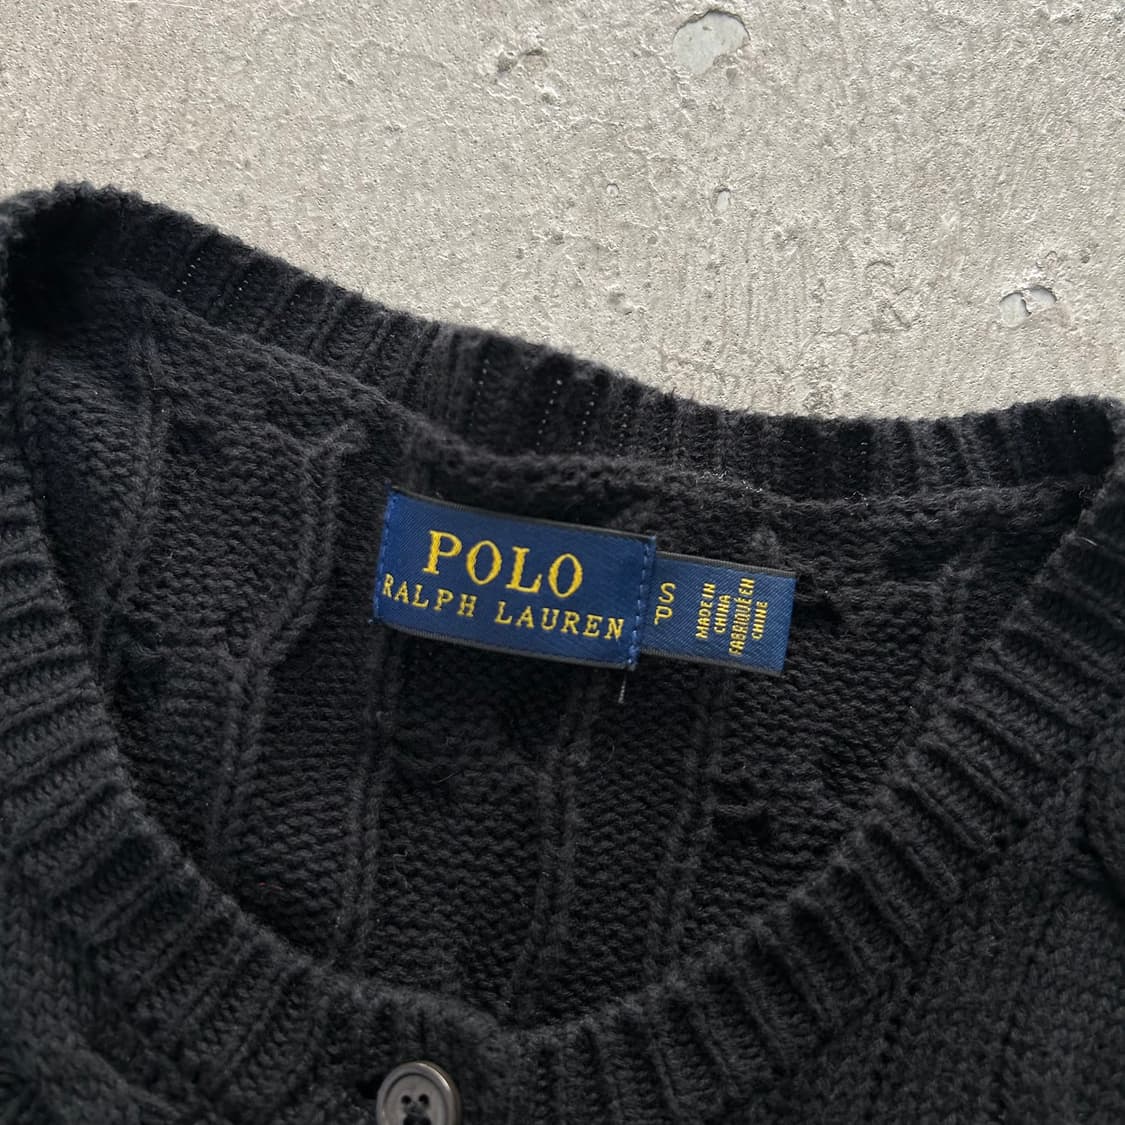 POLO
RALPH LAUREN
S
P
MADE IN
CHINA
FABRIQUÉ EN
CHINE